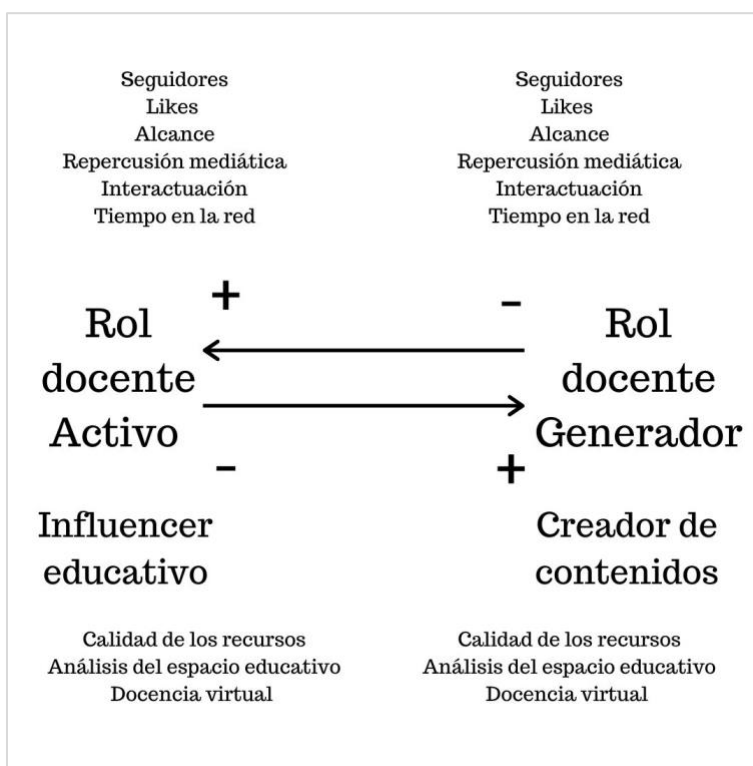 Seguidores
Likes
Alcance
Repercusión mediática
Interactuación
Tiempo en la red
Seguidores
Likes
Alcance
Repercusión mediática
Interactuación
Tiempo en la red
+
-
Rol
docente
Activo
Rol
docente
Generador
-
+
Influencer
educativo
Creador de
contenidos
Calidad de los recursos
Análisis del espacio educativo
Docencia virtual
Calidad de los recursos
Análisis del espacio educativo
Docencia virtual